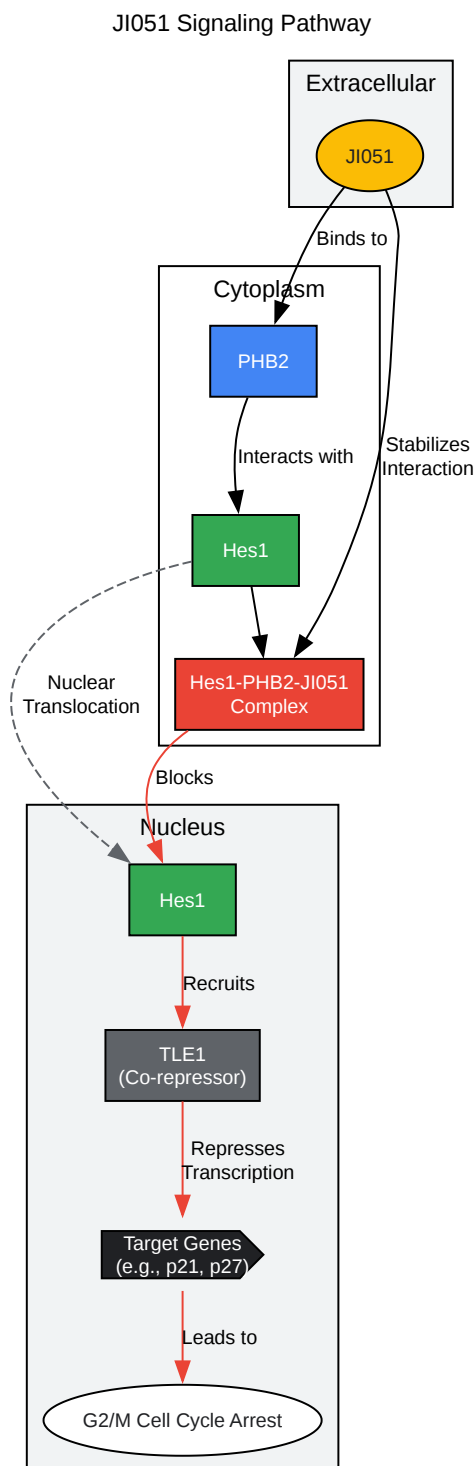 JI051 Signaling Pathway
Extracellular
JI051
Binds to
Cytoplasm
PHB2
Stabilizes
Interaction
Interacts with
Hes1
Nuclear
Translocation
Hes1-PHB2-JI051
Complex
Blocks
Nucleus
Hes1
Recruits
TLE1
(Co-repressor)
Represses
Transcription
Target Genes
(e.g., p21, p27)
Leads to
G2/M Cell Cycle Arrest